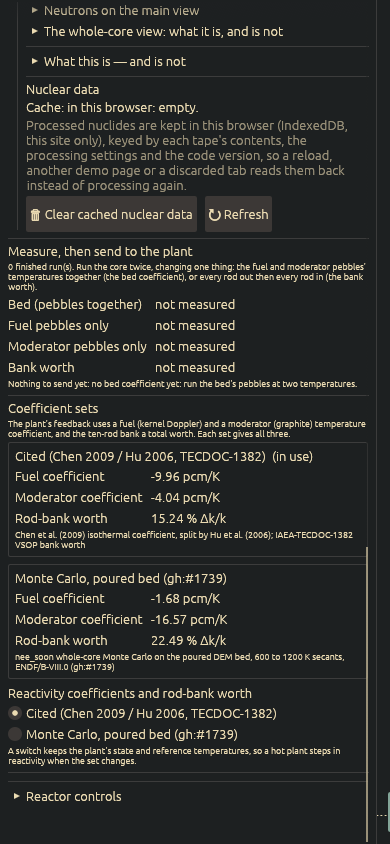 ▸ Neutrons on the main view
▸ The whole-core view: what it is, and is not
▸ What this is — and is not
Nuclear data
Cache: in this browser: empty.
Processed nuclides are kept in this browser (IndexedDB,
this site only), keyed by each tape's contents, the
processing settings and the code version, so a reload,
another demo page or a discarded tab reads them back
instead of processing again.
🗑 Clear cached nuclear data ↻ Refresh
Measure, then send to the plant
0 finished run(s). Run the core twice, changing one thing: the fuel and moderator pebbles'
temperatures together (the bed coefficient), or every rod out then every rod in (the bank
worth).
Bed (pebbles together) not measured
Fuel pebbles only not measured
Moderator pebbles only not measured
Bank worth not measured
Nothing to send yet: no bed coefficient yet: run the bed's pebbles at two temperatures.
Coefficient sets
The plant's feedback uses a fuel (kernel Doppler) and a moderator (graphite) temperature
coefficient, and the ten-rod bank a total worth. Each set gives all three.
Cited (Chen 2009 / Hu 2006, TECDOC-1382) (in use)
Fuel coefficient -9.96 pcm/K
Moderator coefficient -4.04 pcm/K
Rod-bank worth 15.24 % Δk/k
Chen et al. (2009) isothermal coefficient, split by Hu et al. (2006); IAEA-TECDOC-1382
VSOP bank worth
Monte Carlo, poured bed (gh:#1739)
Fuel coefficient -1.68 pcm/K
Moderator coefficient -16.57 pcm/K
Rod-bank worth 22.49 % Δk/k
nee_soon whole-core Monte Carlo on the poured DEM bed, 600 to 1200 K secants,
ENDF/B-VIII.0 (gh:#1739)
Reactivity coefficients and rod-bank worth
Cited (Chen 2009 / Hu 2006, TECDOC-1382)
Monte Carlo, poured bed (gh:#1739)
A switch keeps the plant's state and reference temperatures, so a hot plant steps in
reactivity when the set changes.
▸ Reactor controls
...